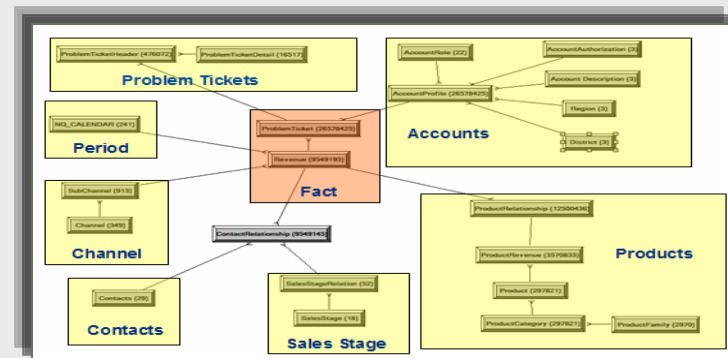 ProblemTicketHeader (476072)
ProblemTicketDetail (16517)
Problem Tickets
AccountRole (22)
AccountAuthorization (3)
Account Description (3)
AccountProfile (26578425)
Region (3)
District (3)
Accounts
NQ_CALENDAR (241)
Period
ProblemTicket (26578425)
Revenue (9549195)
Fact
SubChannel (913)
Channel (349)
Channel
ContactRelationship (9549145)
Contacts (29)
Contacts
SalesStageRelation (52)
SalesStage (18)
Sales Stage
ProductRelationship (12500436)
ProductRevenue (3570833)
Products
Product (297821)
ProductCategory (297821)
ProductFamily (2970)